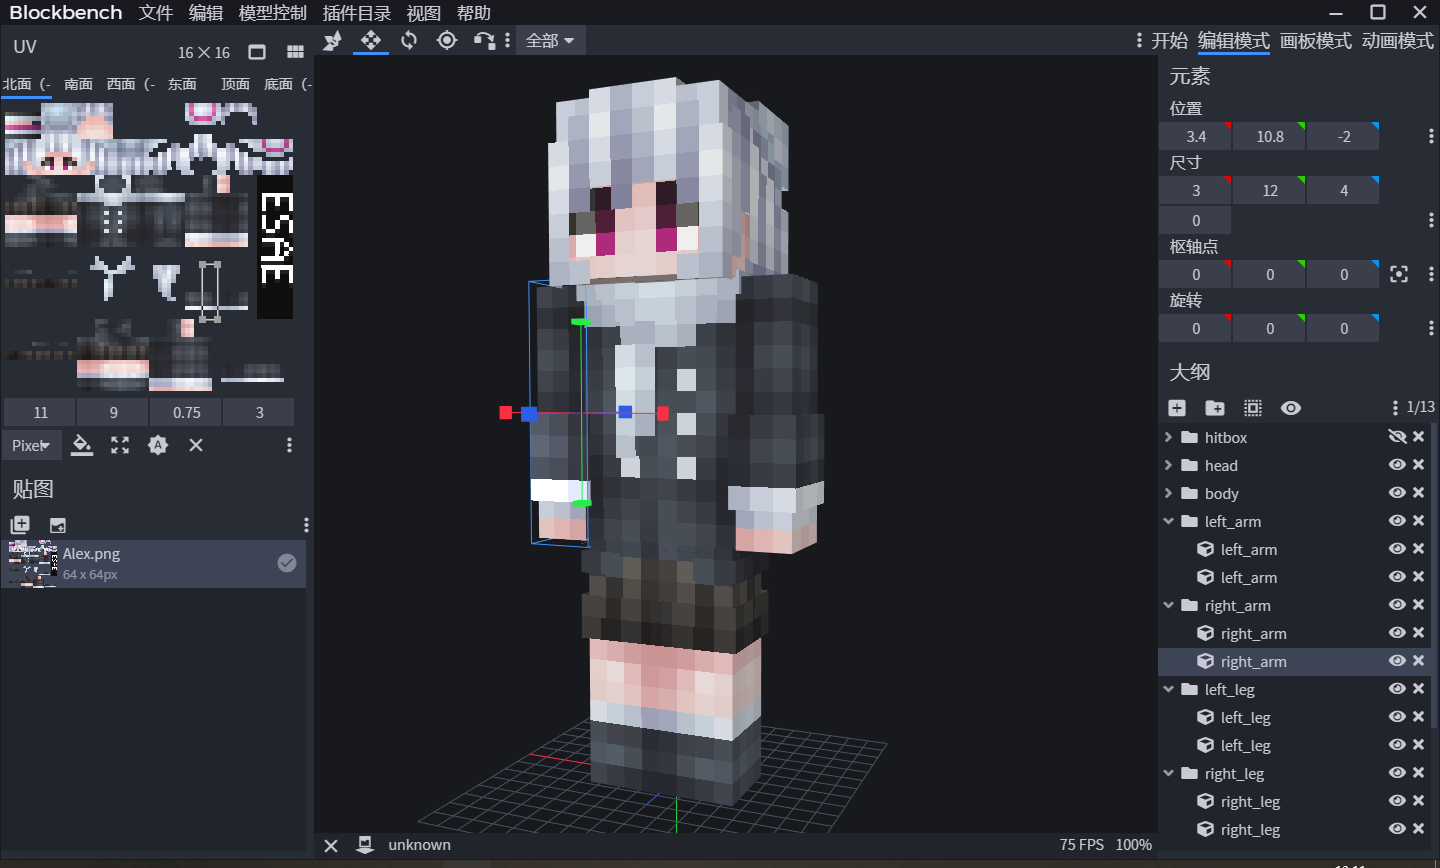 Blockbench 文件 编辑 模型控制 插件目录 视图 帮助
UV
16×16
北面 (- 南面 西面 (- 东面 顶面 底面 (-
ESAE
11 9 0.75 3
Pixel
贴图
Alex.png
64 x 64px
全部
开始 编辑模式 画板模式 动画模式
unknown
75 FPS 100%
元素
位置
3.4 10.8 -2
尺寸
3 12 4
0
枢轴点
0 0 0
旋转
0 0 0
大纲
1/13
hitbox
head
body
left_arm
left_arm
left_arm
right_arm
right_arm
right_arm
left_leg
left_leg
left_leg
right_leg
right_leg
right_leg